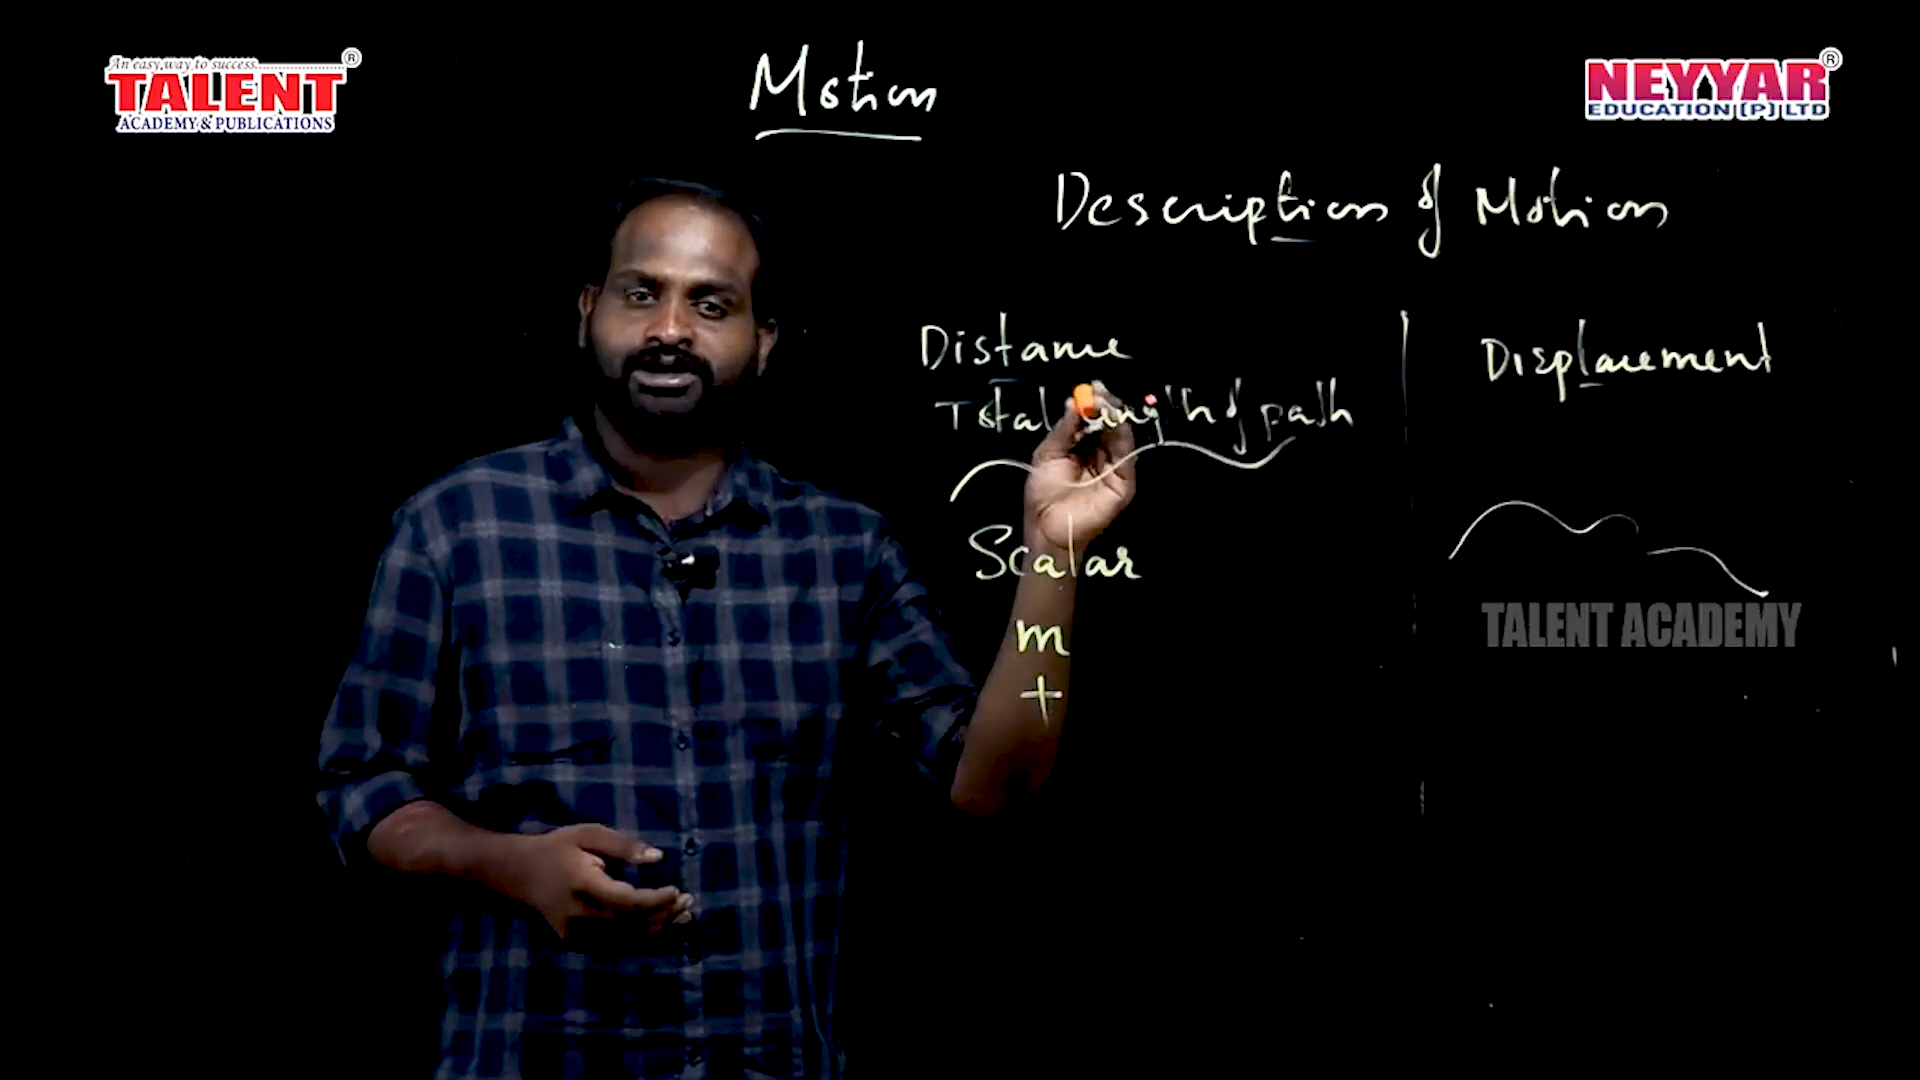 An easy way to success
TALENT®
ACADEMY & PUBLICATIONS
NEYYAR®
EDUCATION (P) LTD
Motion
Description of Motion
Distance
Total length of path
Scalar
m
+
Displacement
TALENT ACADEMY